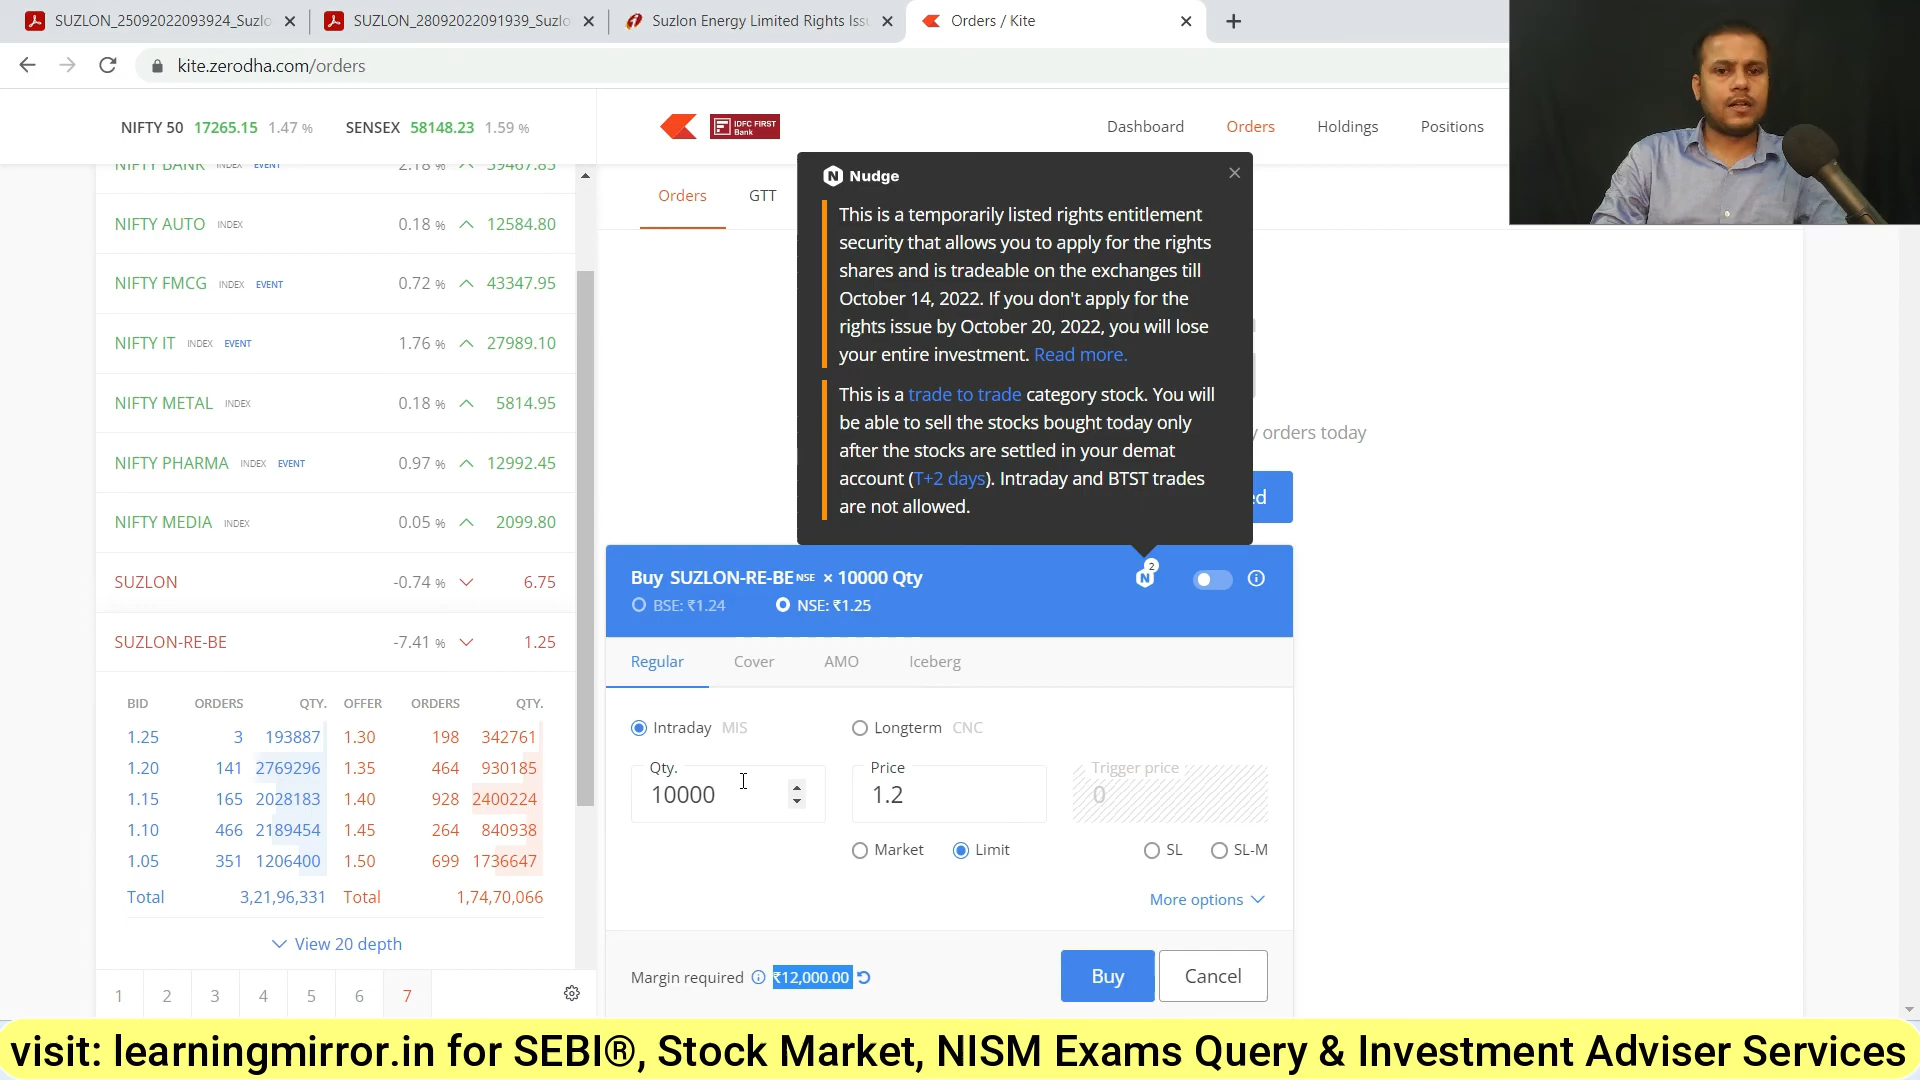 SUZLON_25092022093924_Suzlo
SUZLON_28092022091939_Suzlo
Suzlon Energy Limited Rights Issu
Orders / Kite
kite.zerodha.com/orders
NIFTY 50 17265.15 1.47 % SENSEX 58148.23 1.59 %
IDFC FIRST
Bank
Dashboard Orders Holdings Positions
NIFTY BANK INDEX EVENT 2.18 % 39467.85
NIFTY AUTO INDEX 0.18 % 12584.80
NIFTY FMCG INDEX EVENT 0.72 % 43347.95
NIFTY IT INDEX EVENT 1.76 % 27989.10
NIFTY METAL INDEX 0.18 % 5814.95
NIFTY PHARMA INDEX EVENT 0.97 % 12992.45
NIFTY MEDIA INDEX 0.05 % 2099.80
SUZLON -0.74 % 6.75
SUZLON-RE-BE -7.41 % 1.25
BID ORDERS QTY. OFFER ORDERS QTY.
1.25 3 193887 1.30 198 342761
1.20 141 2769296 1.35 464 930185
1.15 165 2028183 1.40 928 2400224
1.10 466 2189454 1.45 264 840938
1.05 351 1206400 1.50 699 1736647
Total 3,21,96,331 Total 1,74,70,066
View 20 depth
1 2 3 4 5 6 7
Orders GTT
N Nudge
This is a temporarily listed rights entitlement
security that allows you to apply for the rights
shares and is tradeable on the exchanges till
October 14, 2022. If you don't apply for the
rights issue by October 20, 2022, you will lose
your entire investment. Read more.
This is a trade to trade category stock. You will
be able to sell the stocks bought today only
after the stocks are settled in your demat
account (T+2 days). Intraday and BTST trades
are not allowed.
y orders today
ed
Buy SUZLON-RE-BE NSE × 10000 Qty
N 2
BSE: ₹1.24 NSE: ₹1.25
Regular Cover AMO Iceberg
Intraday MIS Longterm CNC
Qty. Price Trigger price
10000 1.2 0
Market Limit SL SL-M
More options
Margin required ₹12,000.00 Buy Cancel
visit: learningmirror.in for SEBI®, Stock Market, NISM Exams Query & Investment Adviser Services